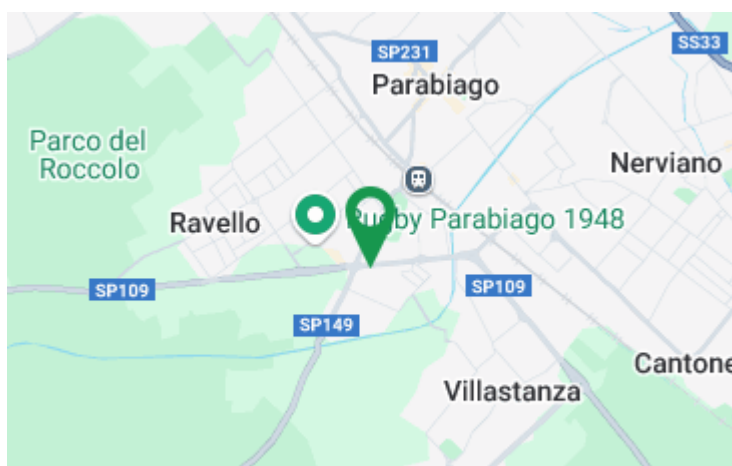 SS33
SP231
Parabiago
Parco del
Roccolo
Nerviano
Ravello
Rugby Parabiago 1948
SP109
SP109
SP149
Cantone
Villastanza